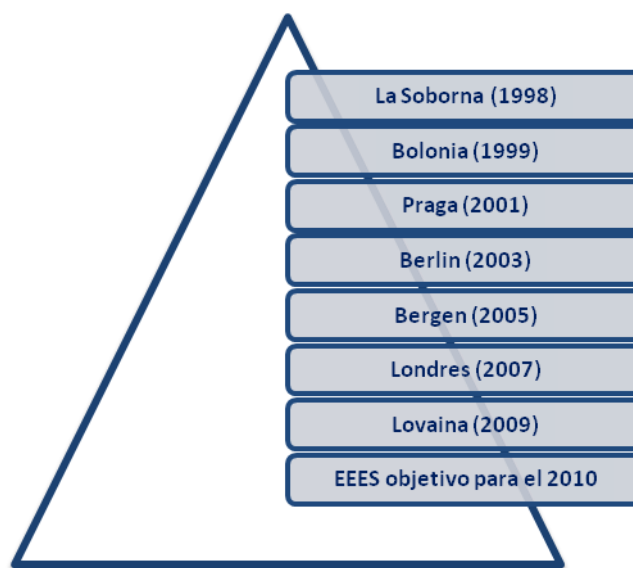 La Soborna (1998)
Bolonia (1999)
Praga (2001)
Berlin (2003)
Bergen (2005)
Londres (2007)
Lovaina (2009)
EEES objetivo para el 2010